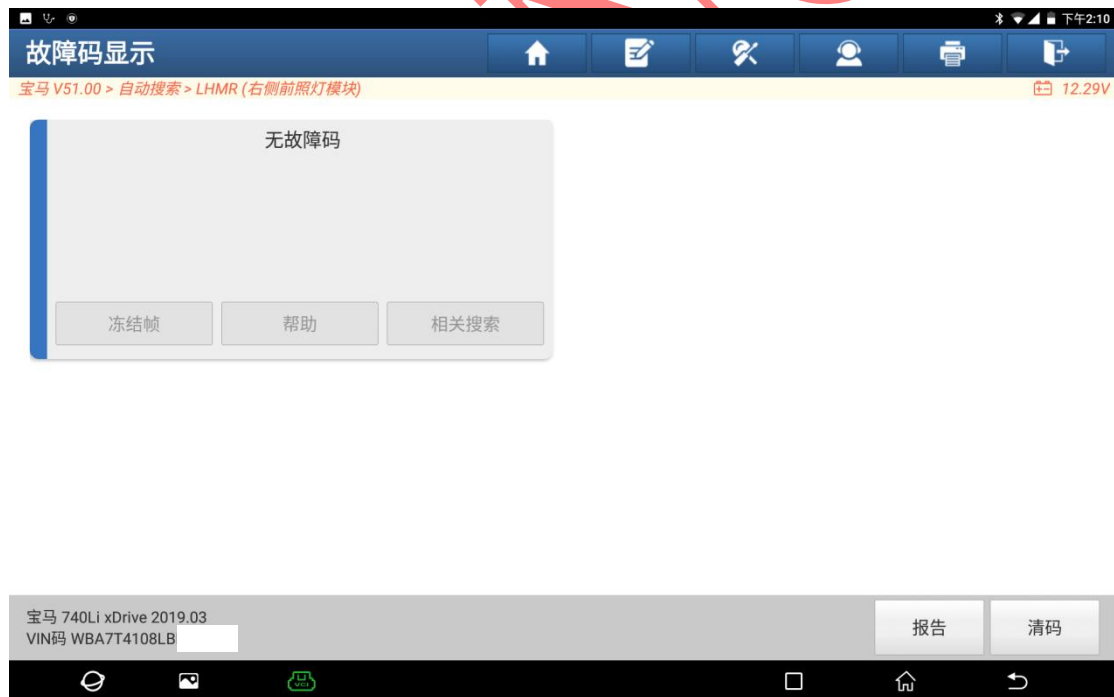 下午2:10
故障码显示
宝马 V51.00 > 自动搜索 > LHMR (右侧前照灯模块)
12.29V
无故障码
冻结帧
帮助
相关搜索
宝马 740Li xDrive 2019.03
VIN码 WBA7T4108LB
报告
清码
VCI